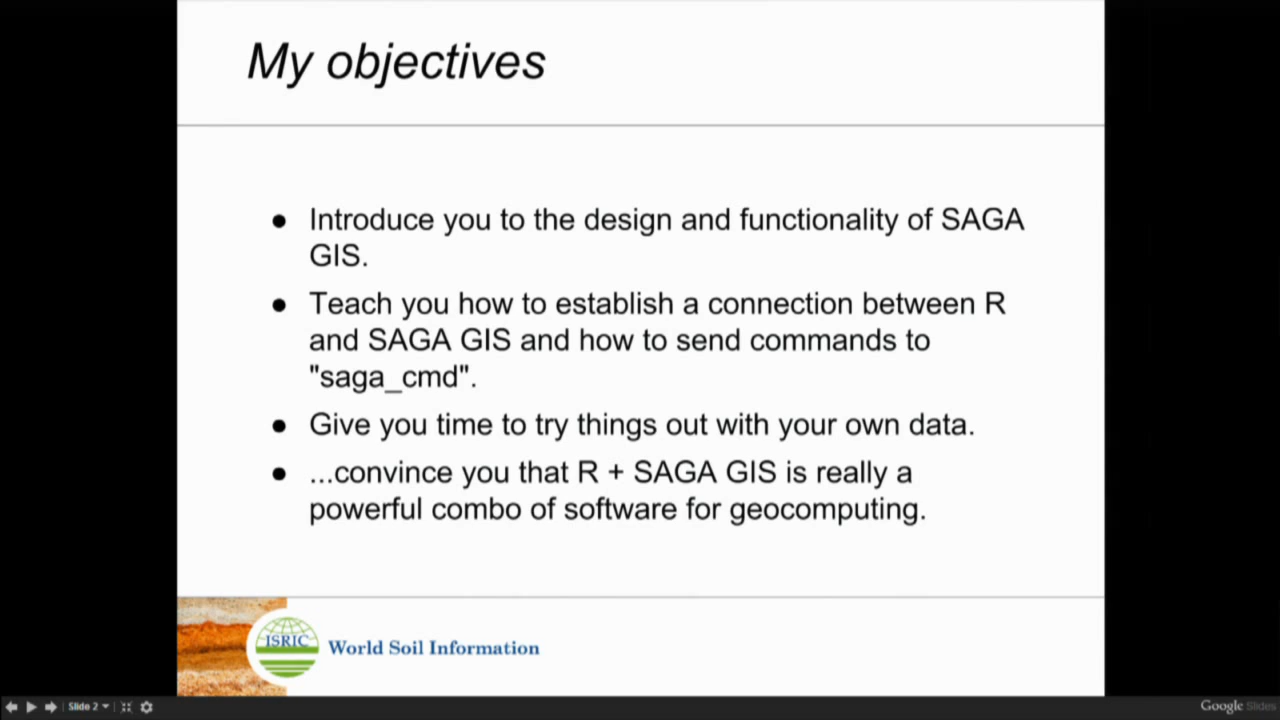 My objectives
● Introduce you to the design and functionality of SAGA
GIS.
● Teach you how to establish a connection between R
and SAGA GIS and how to send commands to
"saga_cmd".
● Give you time to try things out with your own data.
● ...convince you that R + SAGA GIS is really a
powerful combo of software for geocomputing.
ISRIC World Soil Information
Slide 2
Google Slides